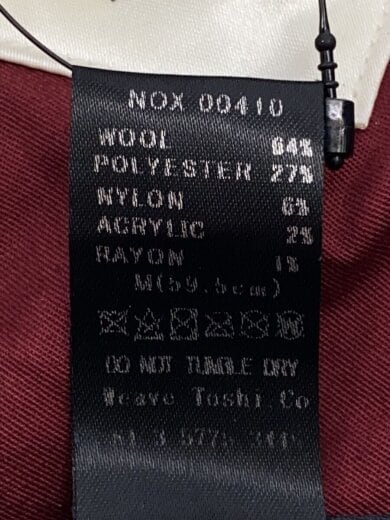 NOX 00410
WOOL 64%
POLYESTER 27%
NYLON 6%
ACRYLIC 2%
RAYON 1%
M(59.5cm)
DO NOT TUMBLE DRY
Weave Toshi.Co